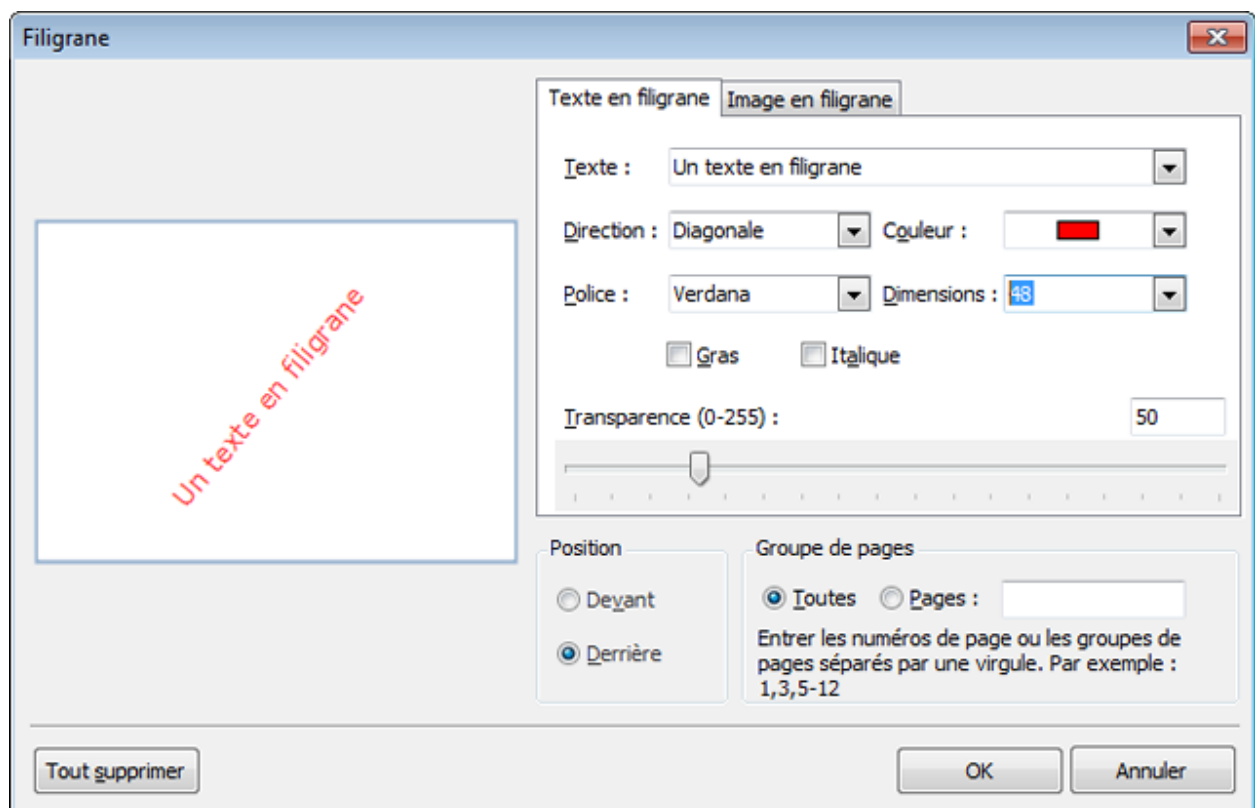 Filigrane
Texte en filigrane Image en filigrane
Texte : Un texte en filigrane
Direction : Diagonale Couleur :
Police : Verdana Dimensions : 48
Gras Italique
Transparence (0-255) : 50
Un texte en filigrane
Position
Devant
Derrière
Groupe de pages
Toutes Pages :
Entrer les numéros de page ou les groupes de
pages séparés par une virgule. Par exemple :
1,3,5-12
Tout supprimer OK Annuler